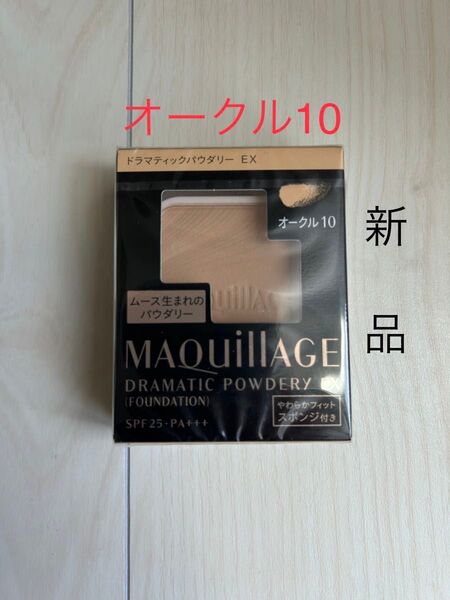 オークル10
ドラマティックパウダリー EX
オークル 10
新品
ムース生まれの
パウダリー
MAQuillAGE
DRAMATIC POWDERY EX
(FOUNDATION)
SPF25・PA+++
やわらかフィット
スポンジ付き